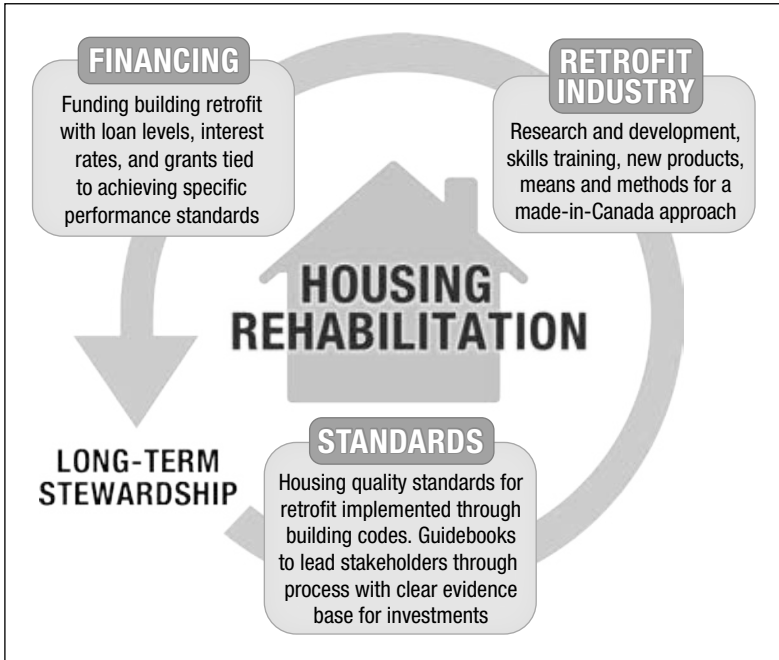 FINANCING
Funding building retrofit
with loan levels, interest
rates, and grants tied
to achieving specific
performance standards
RETROFIT
INDUSTRY
Research and development,
skills training, new products,
means and methods for a
made-in-Canada approach
HOUSING
REHABILITATION
LONG-TERM
STEWARDSHIP
STANDARDS
Housing quality standards for
retrofit implemented through
building codes. Guidebooks
to lead stakeholders through
process with clear evidence
base for investments